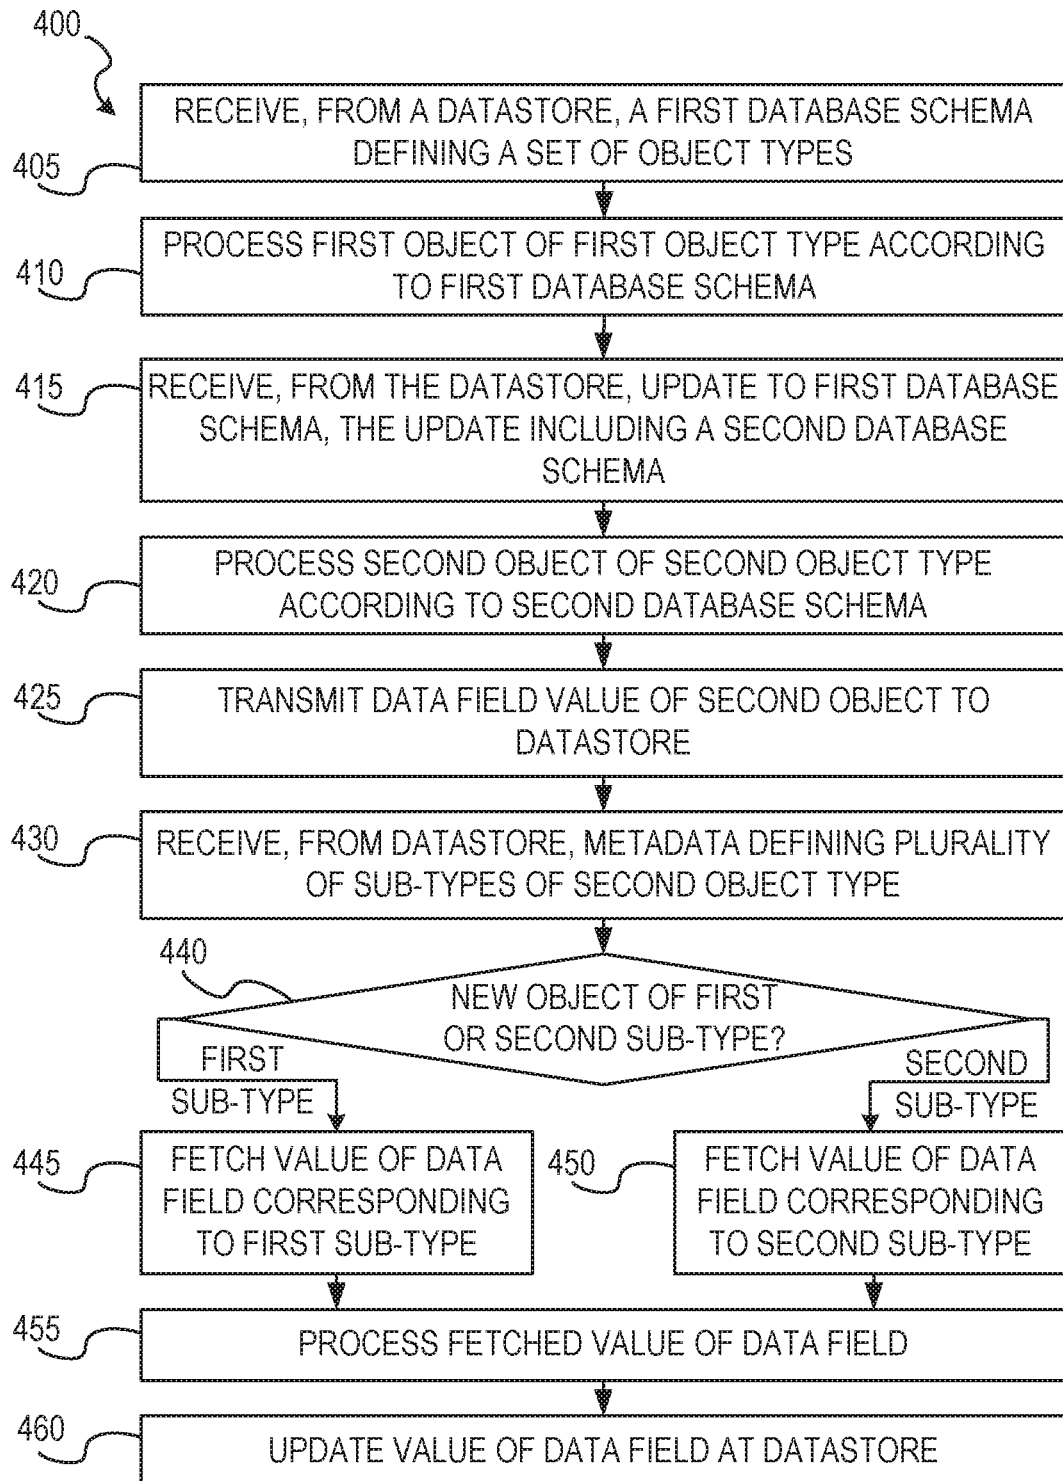 400
RECEIVE, FROM A DATASTORE, A FIRST DATABASE SCHEMA
DEFINING A SET OF OBJECT TYPES
405
PROCESS FIRST OBJECT OF FIRST OBJECT TYPE ACCORDING
TO FIRST DATABASE SCHEMA
410
415
RECEIVE, FROM THE DATASTORE, UPDATE TO FIRST DATABASE
SCHEMA, THE UPDATE INCLUDING A SECOND DATABASE
SCHEMA
420
PROCESS SECOND OBJECT OF SECOND OBJECT TYPE
ACCORDING TO SECOND DATABASE SCHEMA
425
TRANSMIT DATA FIELD VALUE OF SECOND OBJECT TO
DATASTORE
430
RECEIVE, FROM DATASTORE, METADATA DEFINING PLURALITY
OF SUB-TYPES OF SECOND OBJECT TYPE
440
NEW OBJECT OF FIRST
OR SECOND SUB-TYPE?
FIRST
SUB-TYPE
SECOND
SUB-TYPE
445
FETCH VALUE OF DATA
FIELD CORRESPONDING
TO FIRST SUB-TYPE
450
FETCH VALUE OF DATA
FIELD CORRESPONDING
TO SECOND SUB-TYPE
455
PROCESS FETCHED VALUE OF DATA FIELD
460
UPDATE VALUE OF DATA FIELD AT DATASTORE